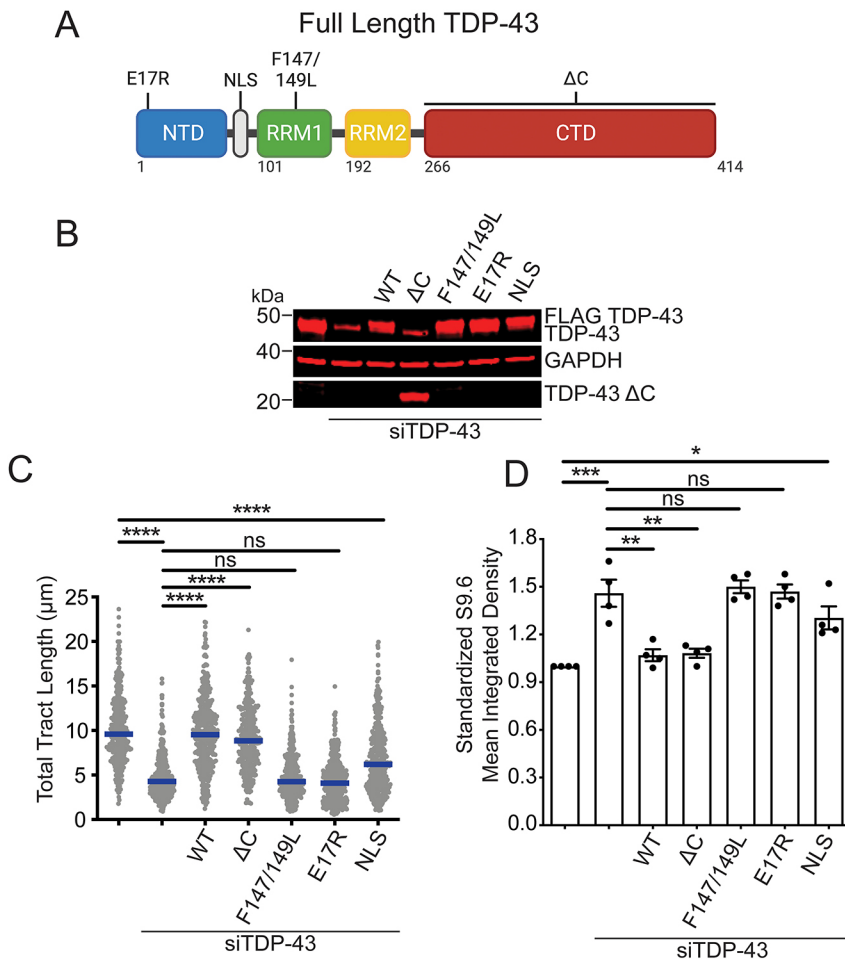 A
Full Length TDP-43
F147/
149L
E17R
NLS
ΔC
NTD
RRM1
RRM2
CTD
1
101
192
266
414
B
WT
ΔC
F147/149L
E17R
NLS
kDa
50
FLAG TDP-43
TDP-43
40
GAPDH
20
TDP-43 ΔC
siTDP-43
C
****
****
ns
ns
****
****
Total Tract Length (μm)
25
20
15
10
5
0
WT
ΔC
F147/149L
E17R
NLS
siTDP-43
D
*
***
ns
ns
**
**
Standardized S9.6
Mean Integrated Density
1.8
1.5
1.2
0.9
0.6
0.3
0.0
WT
ΔC
F147/149L
E17R
NLS
siTDP-43